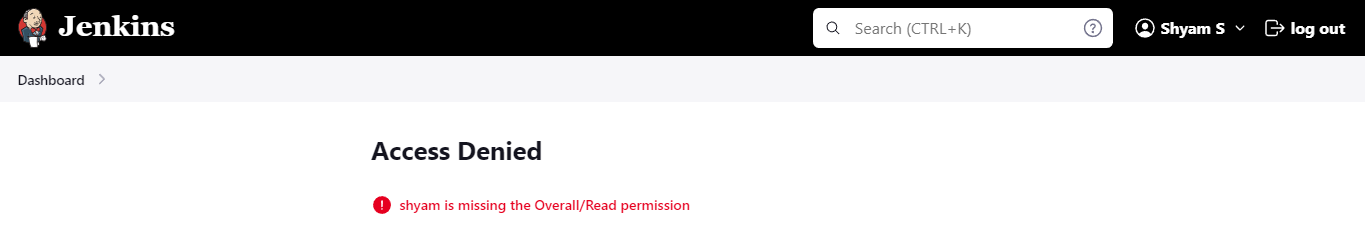 Jenkins
Search (CTRL+K)
?
Shyam S
log out
Dashboard
Access Denied
shyam is missing the Overall/Read permission